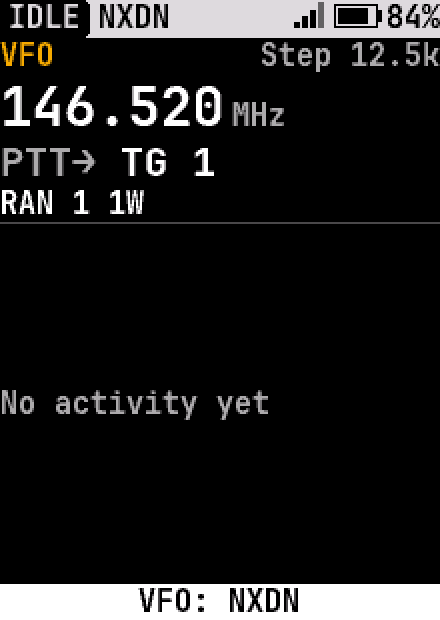 IDLE NXDN 84%
VFO Step 12.5k
146.520 MHz
PTT→ TG 1
RAN 1 1W
No activity yet
VFO: NXDN